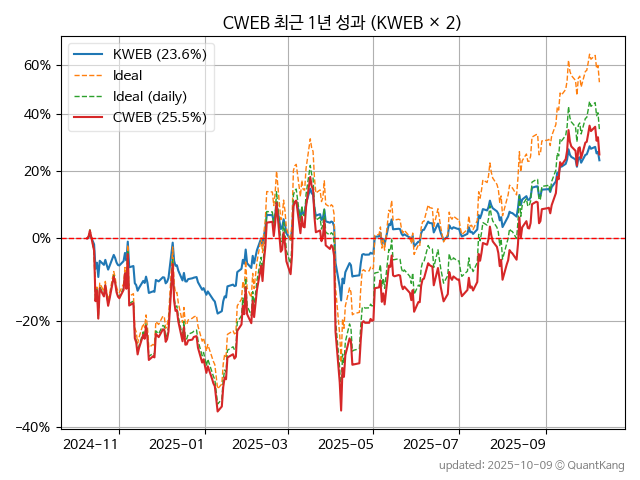 CWEB 최근 1년 성과 (KWEB × 2)
KWEB (23.6%)
Ideal
Ideal (daily)
CWEB (25.5%)
60%
40%
20%
0%
−20%
−40%
2024-11
2025-01
2025-03
2025-05
2025-07
2025-09
updated: 2025-10-09 © QuantKang